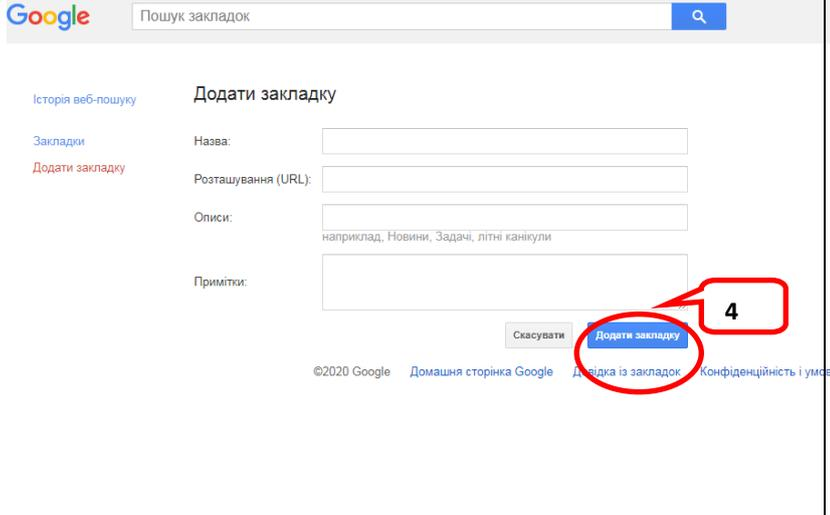 Google Пошук закладок
Додати закладку
Історія веб-пошуку
Закладки
Додати закладку
Назва:
Розташування (URL):
Описи:
наприклад, Новини, Задачі, літні канікули
Примітки:
4
Скасувати Додати закладку
©2020 Google Домашня сторінка Google Довідка із закладок Конфіденційність і умов